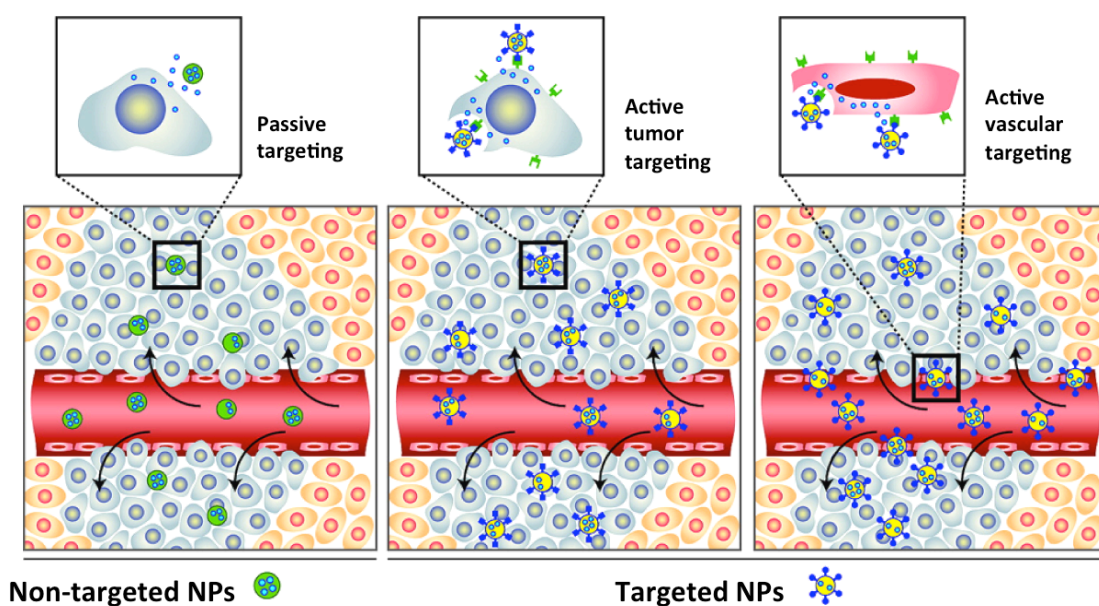 Passive
targeting
Active
tumor
targeting
Active
vascular
targeting
Non-targeted NPs
Targeted NPs